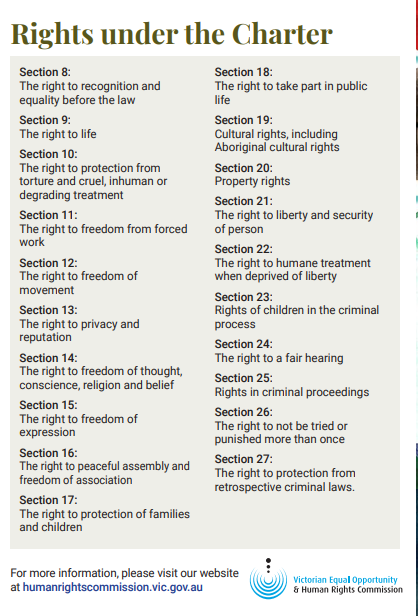 Rights under the Charter
Section 8:
The right to recognition and
equality before the law
Section 9:
The right to life
Section 10:
The right to protection from
torture and cruel, inhuman or
degrading treatment
Section 11:
The right to freedom from forced
work
Section 12:
The right to freedom of
movement
Section 13:
The right to privacy and
reputation
Section 14:
The right to freedom of thought,
conscience, religion and belief
Section 15:
The right to freedom of
expression
Section 16:
The right to peaceful assembly and
freedom of association
Section 17:
The right to protection of families
and children
Section 18:
The right to take part in public
life
Section 19:
Cultural rights, including
Aboriginal cultural rights
Section 20:
Property rights
Section 21:
The right to liberty and security
of person
Section 22:
The right to humane treatment
when deprived of liberty
Section 23:
Rights of children in the criminal
process
Section 24:
The right to a fair hearing
Section 25:
Rights in criminal proceedings
Section 26:
The right to not be tried or
punished more than once
Section 27:
The right to protection from
retrospective criminal laws.
For more information, please visit our website
at humanrightscommission.vic.gov.au
Victorian Equal Opportunity
& Human Rights Commission